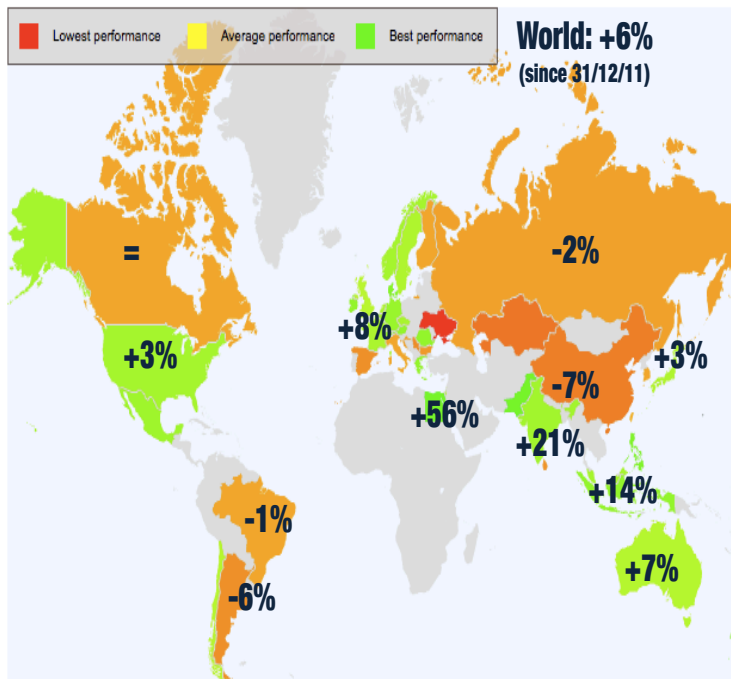 Lowest performance
Average performance
Best performance
World: +6%
(since 31/12/11)
=
-2%
+8%
+3%
+3%
-7%
+56%
+21%
+14%
-1%
+7%
-6%